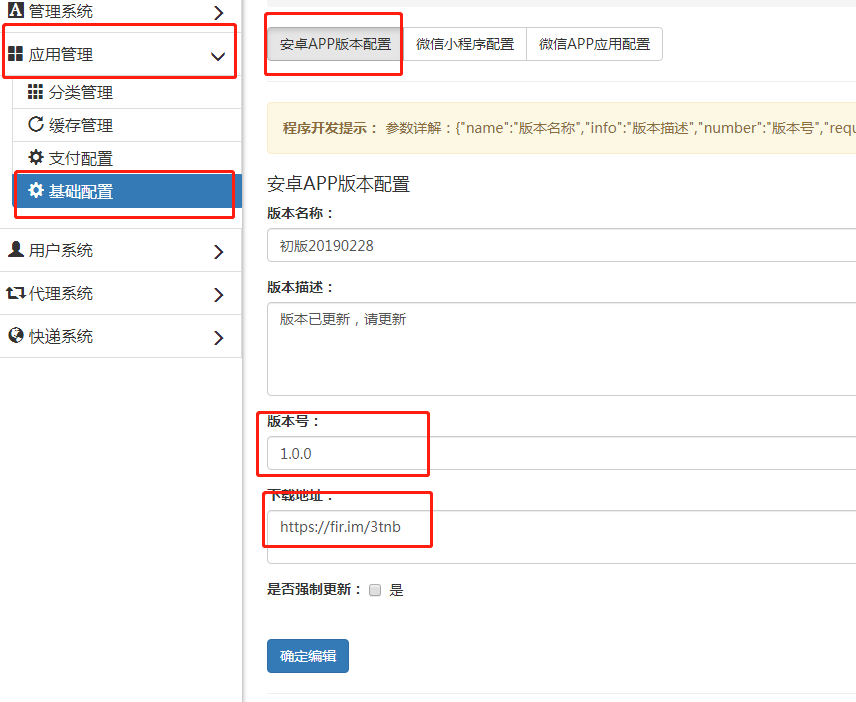 管理系统
应用管理
分类管理
缓存管理
支付配置
基础配置
用户系统
代理系统
快递系统
安卓APP版本配置
微信小程序配置
微信APP应用配置
程序开发提示： 参数详解：{"name":"版本名称","info":"版本描述","number":"版本号","requ
安卓APP版本配置
版本名称：
初版20190228
版本描述：
版本已更新，请更新
版本号：
1.0.0
下载地址：
https://fir.im/3tnb
是否强制更新： 是
确定编辑